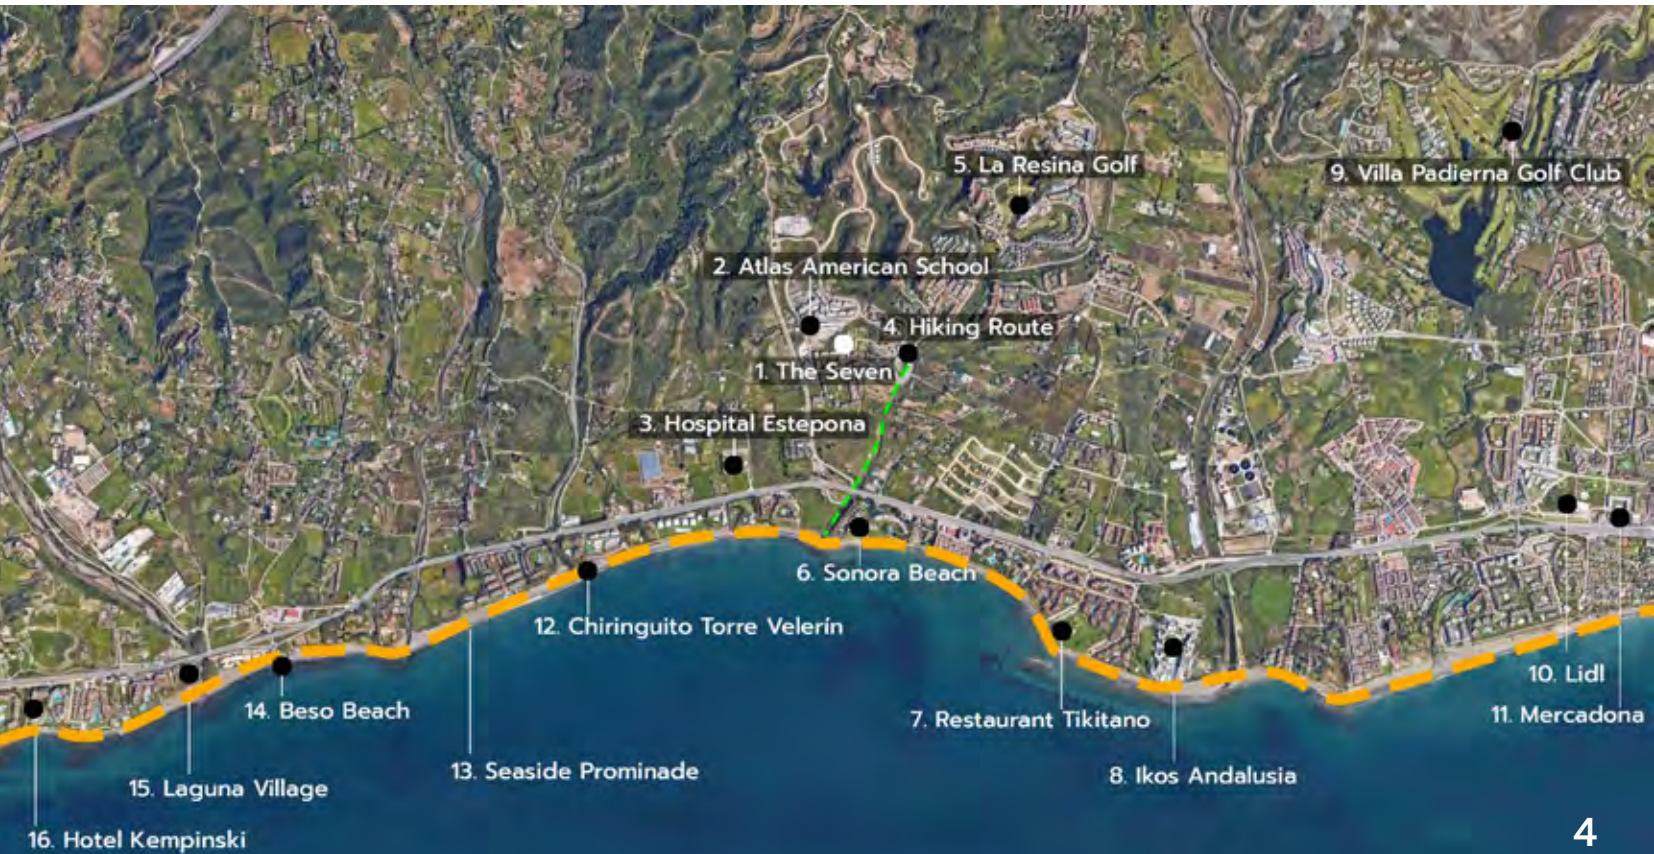 5. La Resina Golf
9. Villa Padierna Golf Club
2. Atlas American School
4. Hiking Route
1. The Seven
3. Hospital Estepona
6. Sonora Beach
12. Chiringuito Torre Velerín
10. Lidl
14. Beso Beach
7. Restaurant Tikitano
11. Mercadona
13. Seaside Prominade
8. Ikos Andalusia
15. Laguna Village
16. Hotel Kempinski
4